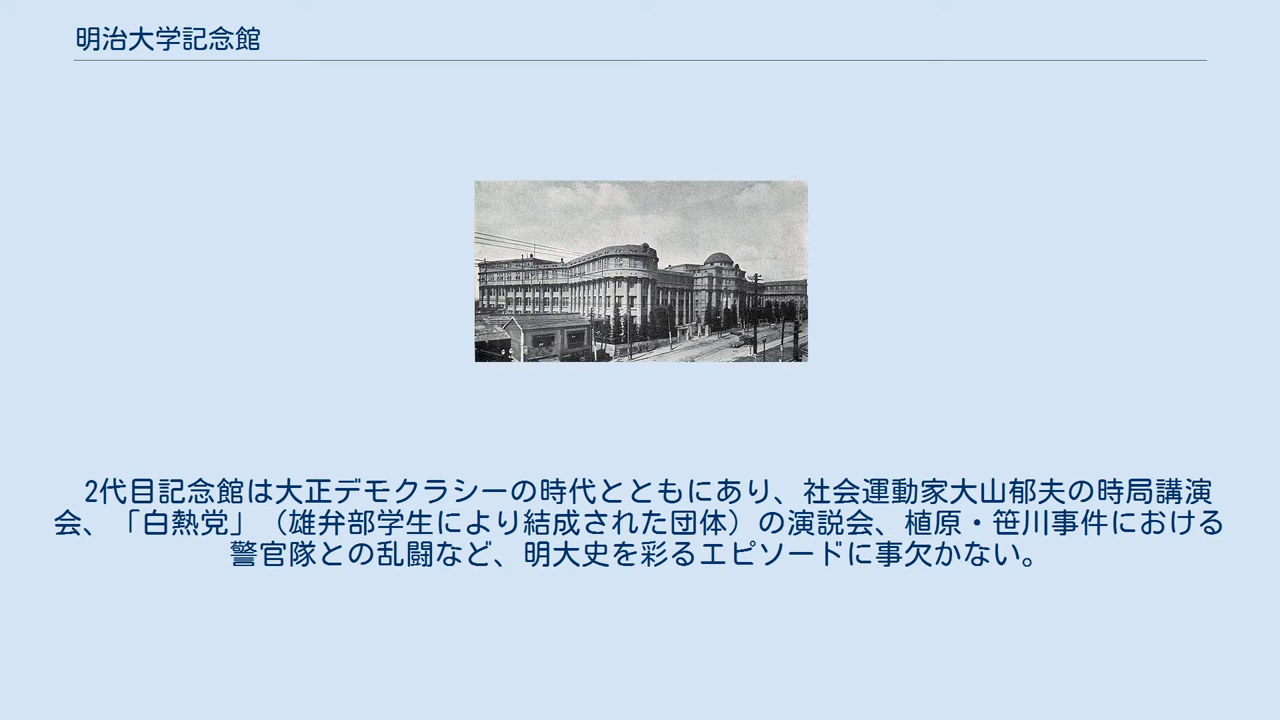 明治大学記念館
2代目記念館は大正デモクラシーの時代とともにあり、社会運動家大山郁夫の時局講演
会、「白熱党」（雄弁部学生により結成された団体）の演説会、植原・笹川事件における
警官隊との乱闘など、明大史を彩るエピソードに事欠かない。